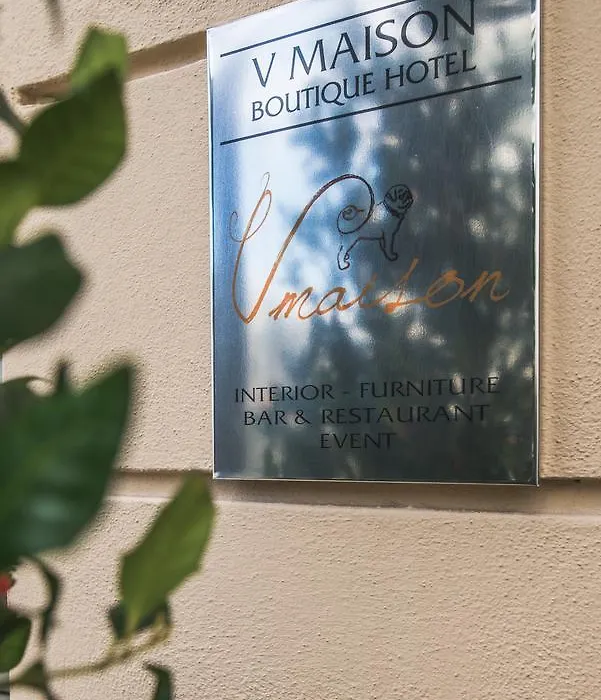 V MAISON
BOUTIQUE HOTEL
Vmaison
INTERIOR - FURNITURE
BAR & RESTAURANT
EVENT